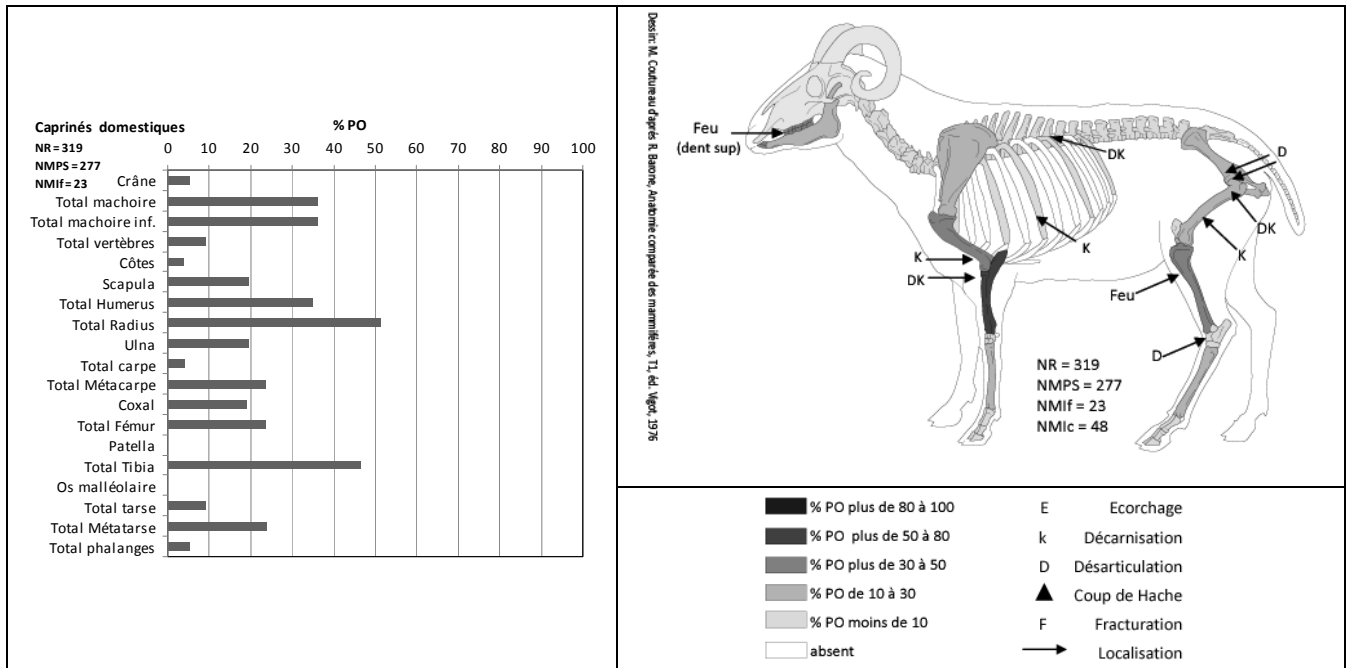 Caprinés domestiques
% PO
NR = 319
NMPS = 277
NMIf = 23
0 10 20 30 40 50 60 70 80 90 100
Crâne
Total machoire
Total machoire inf.
Total vertèbres
Côtes
Scapula
Total Humerus
Total Radius
Ulna
Total carpe
Total Métacarpe
Coxal
Total Fémur
Patella
Total Tibia
Os malléolaire
Total tarse
Total Métatarse
Total phalanges
Dessin: M. Coutureau d'après R. Barone, Anatomie comparée des mammifères, T1, éd. Vigot, 1976
Feu
(dent sup)
DK
D
K
DK
K
K
DK
Feu
D
NR = 319
NMPS = 277
NMIf = 23
NMIc = 48
% PO plus de 80 à 100
% PO plus de 50 à 80
% PO plus de 30 à 50
% PO de 10 à 30
% PO moins de 10
absent
E Ecorchage
k Décarnisation
D Désarticulation
Coup de Hache
F Fracturation
Localisation